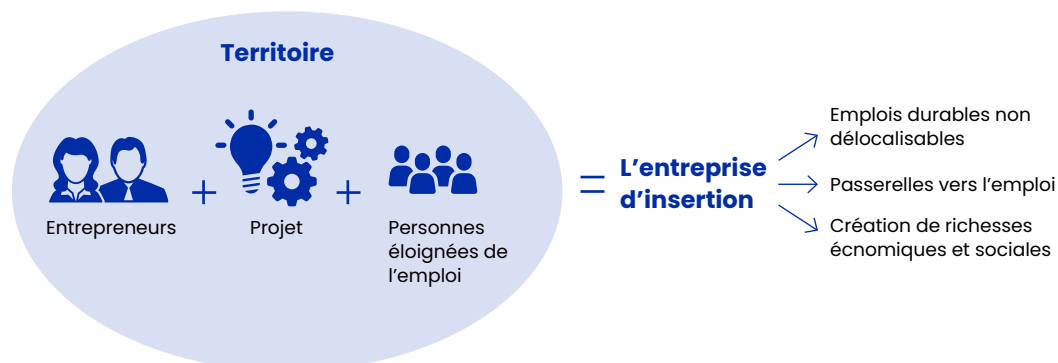 Territoire
Entrepreneurs
+
Projet
+
Personnes
éloignées de
l'emploi
=
L'entreprise
d'insertion
Emplois durables non
délocalisables
Passerelles vers l'emploi
Création de richesses
écnomiques et sociales